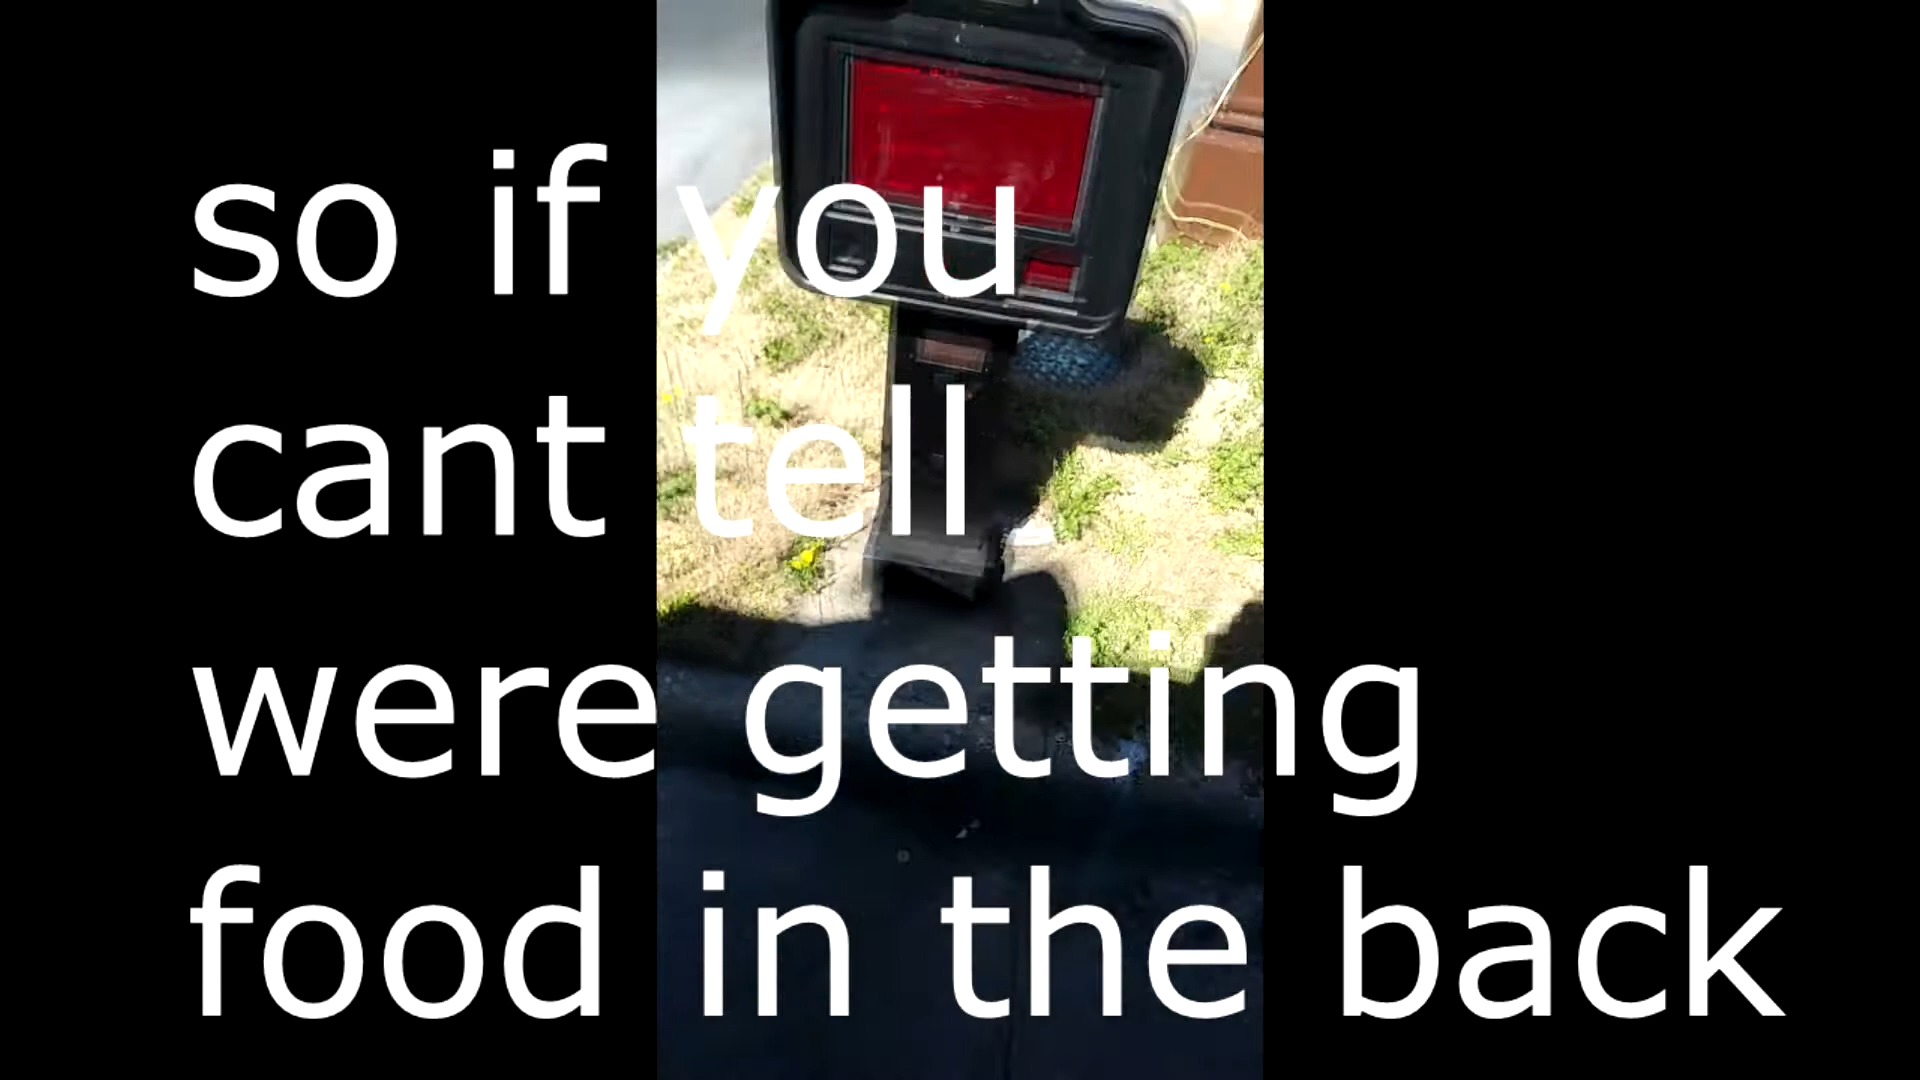 so if you
cant tell
were getting
food in the back